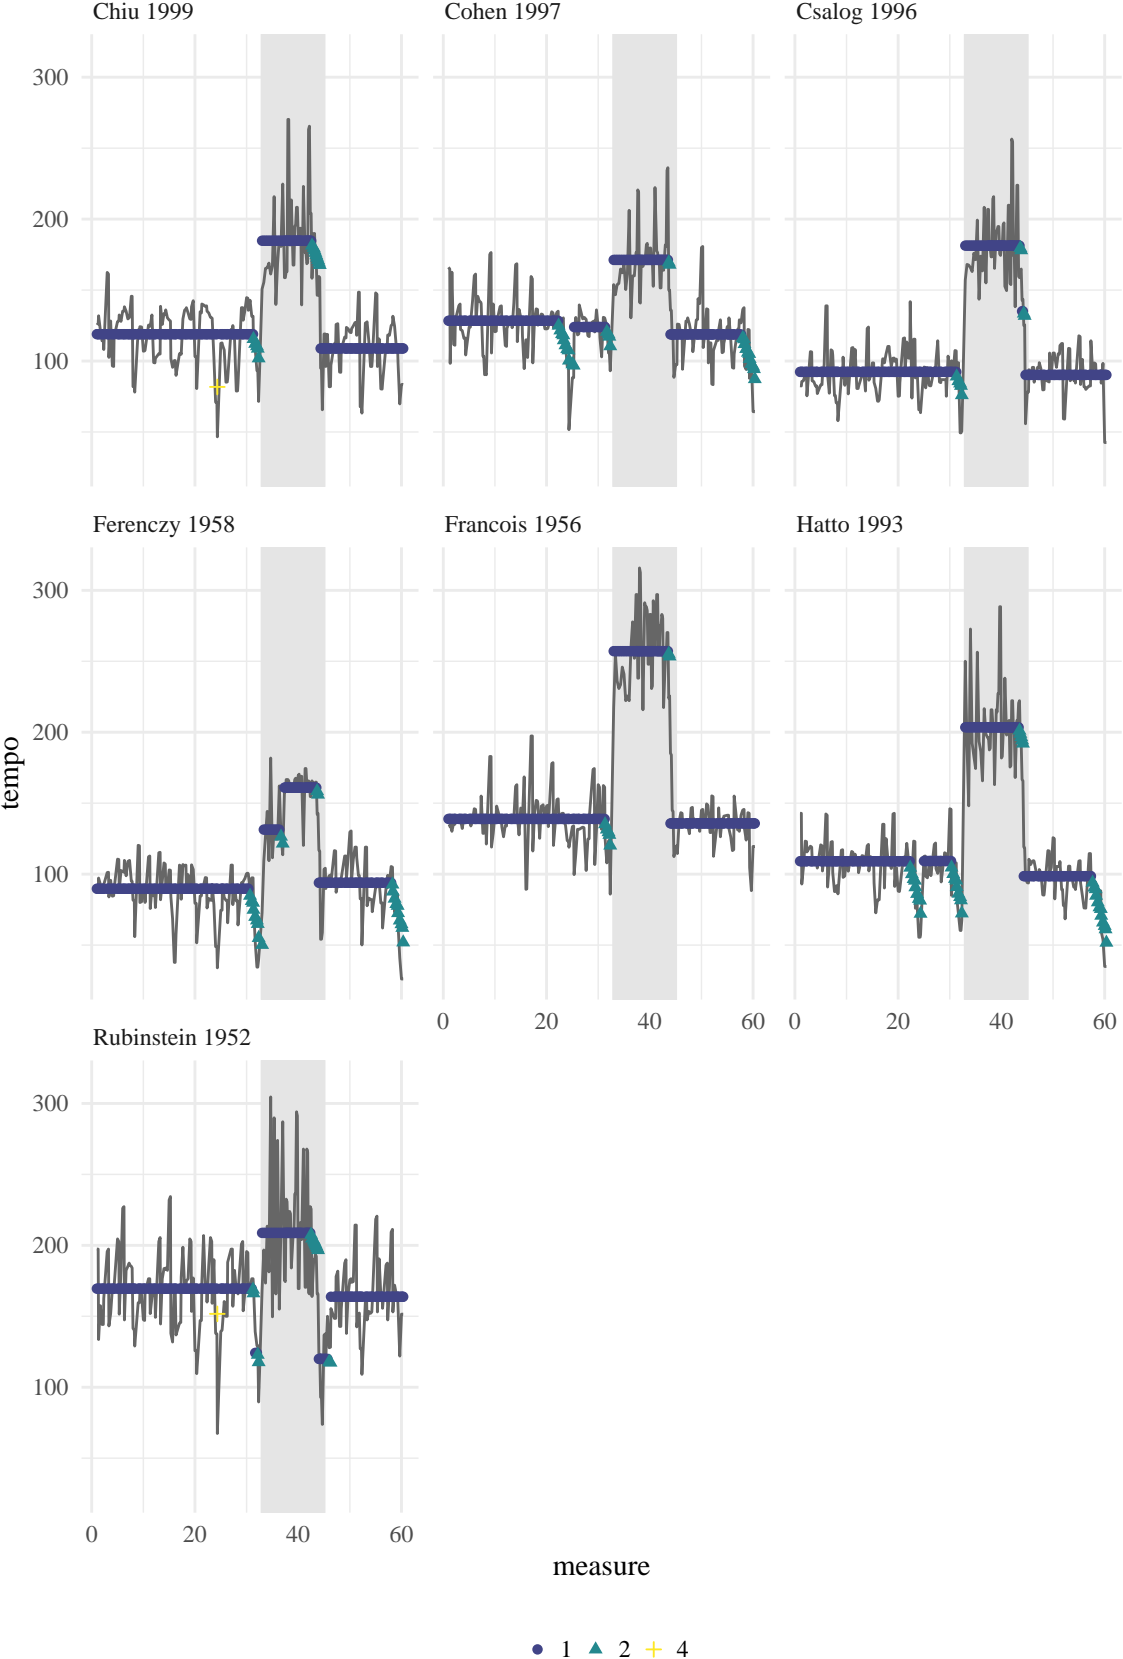 Chiu 1999 Cohen 1997 Csalog 1996
300
200
100
Ferenczy 1958 Francois 1956 Hatto 1993
300
200
100
0 20 40 60 0 20 40 60
Rubinstein 1952
300
200
100
0 20 40 60
tempo
measure
1 2 4